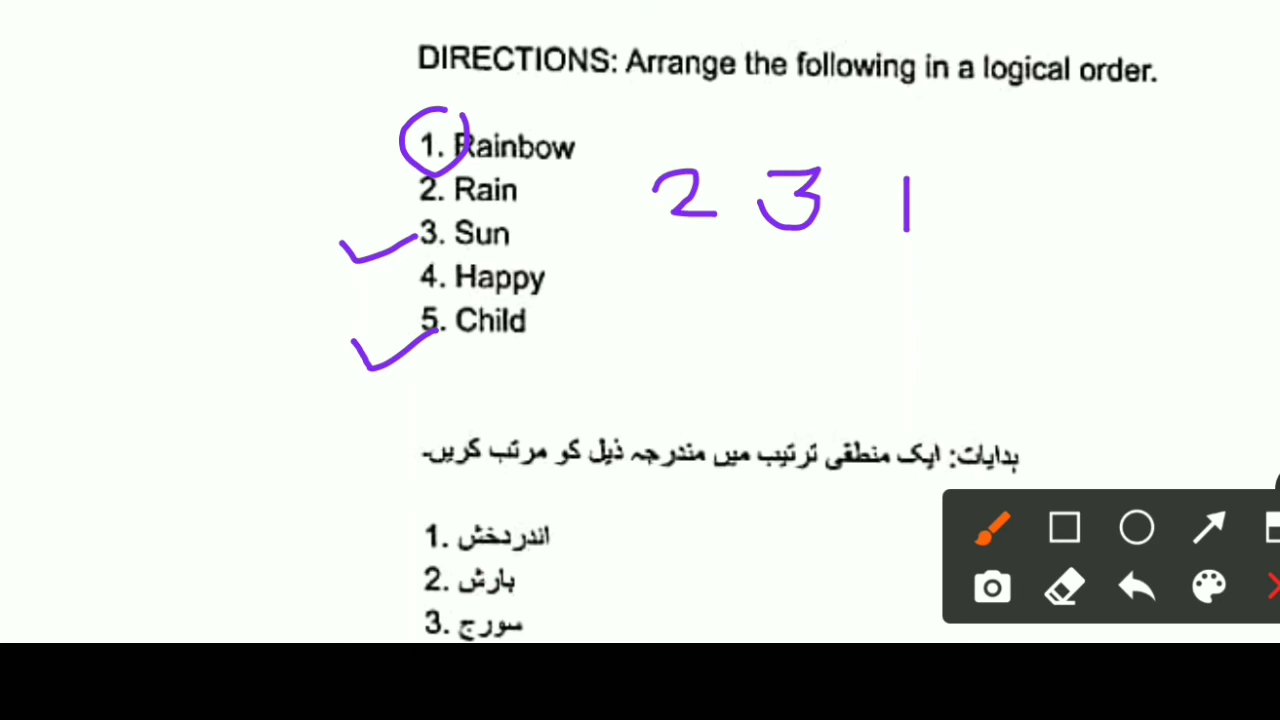 DIRECTIONS: Arrange the following in a logical order.
1. Rainbow
2. Rain
2 3 1
3. Sun
4. Happy
5. Child
ہدایات: ایک منطقی ترتیب میں مندرجہ ذیل کو مرتب کریں۔
1. اندردخش
2. بارش
3. سورج